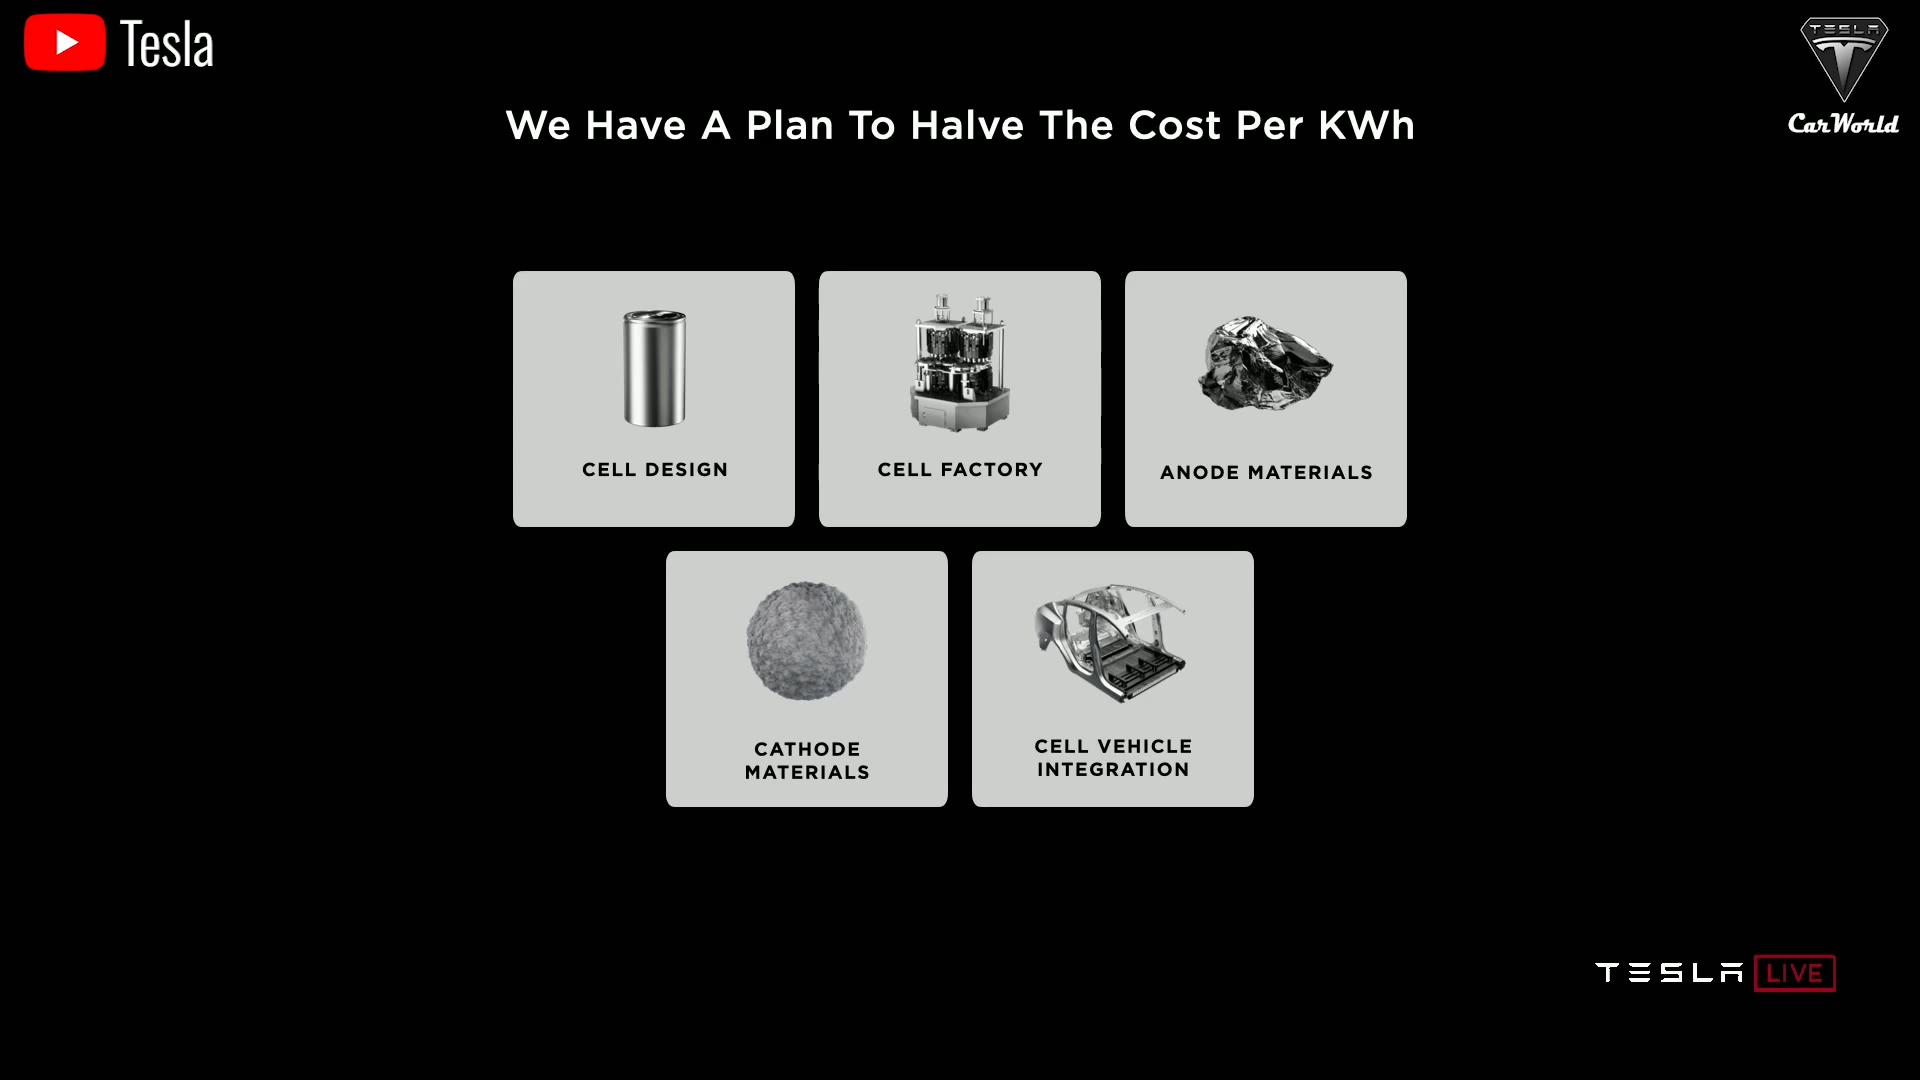 Tesla
TESLA
CarWorld
We Have A Plan To Halve The Cost Per KWh
CELL DESIGN
CELL FACTORY
ANODE MATERIALS
CATHODE
MATERIALS
CELL VEHICLE
INTEGRATION
TESLA LIVE